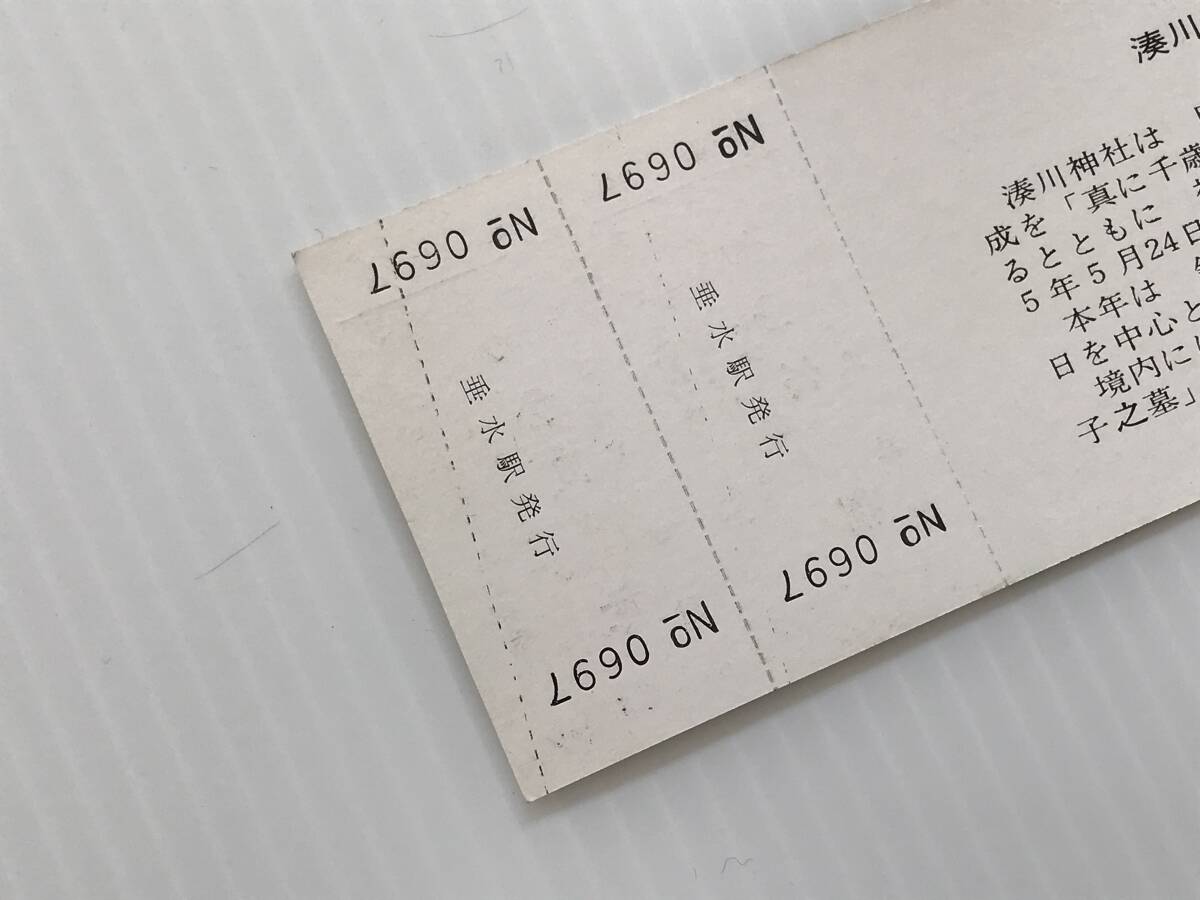 湊川
湊川神社は
成を「真に千歳
るとともに
5年5月24日
本年は
日を中心と
境内に
子之墓」
№ 0697
№ 0697
垂水駅発行
垂水駅発行
№ 0697
№ 0697